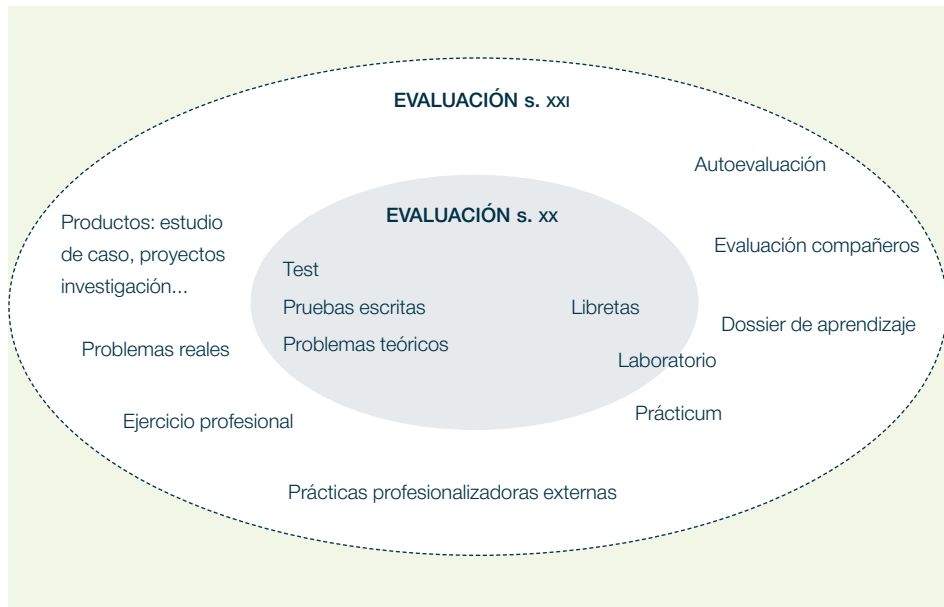 EVALUACIÓN s. XXI
Autoevaluación
EVALUACIÓN s. XX
Productos: estudio
de caso, proyectos
investigación...
Evaluación compañeros
Test
Pruebas escritas
Libretas
Dossier de aprendizaje
Problemas teóricos
Problemas reales
Laboratorio
Prácticum
Ejercicio profesional
Prácticas profesionalizadoras externas